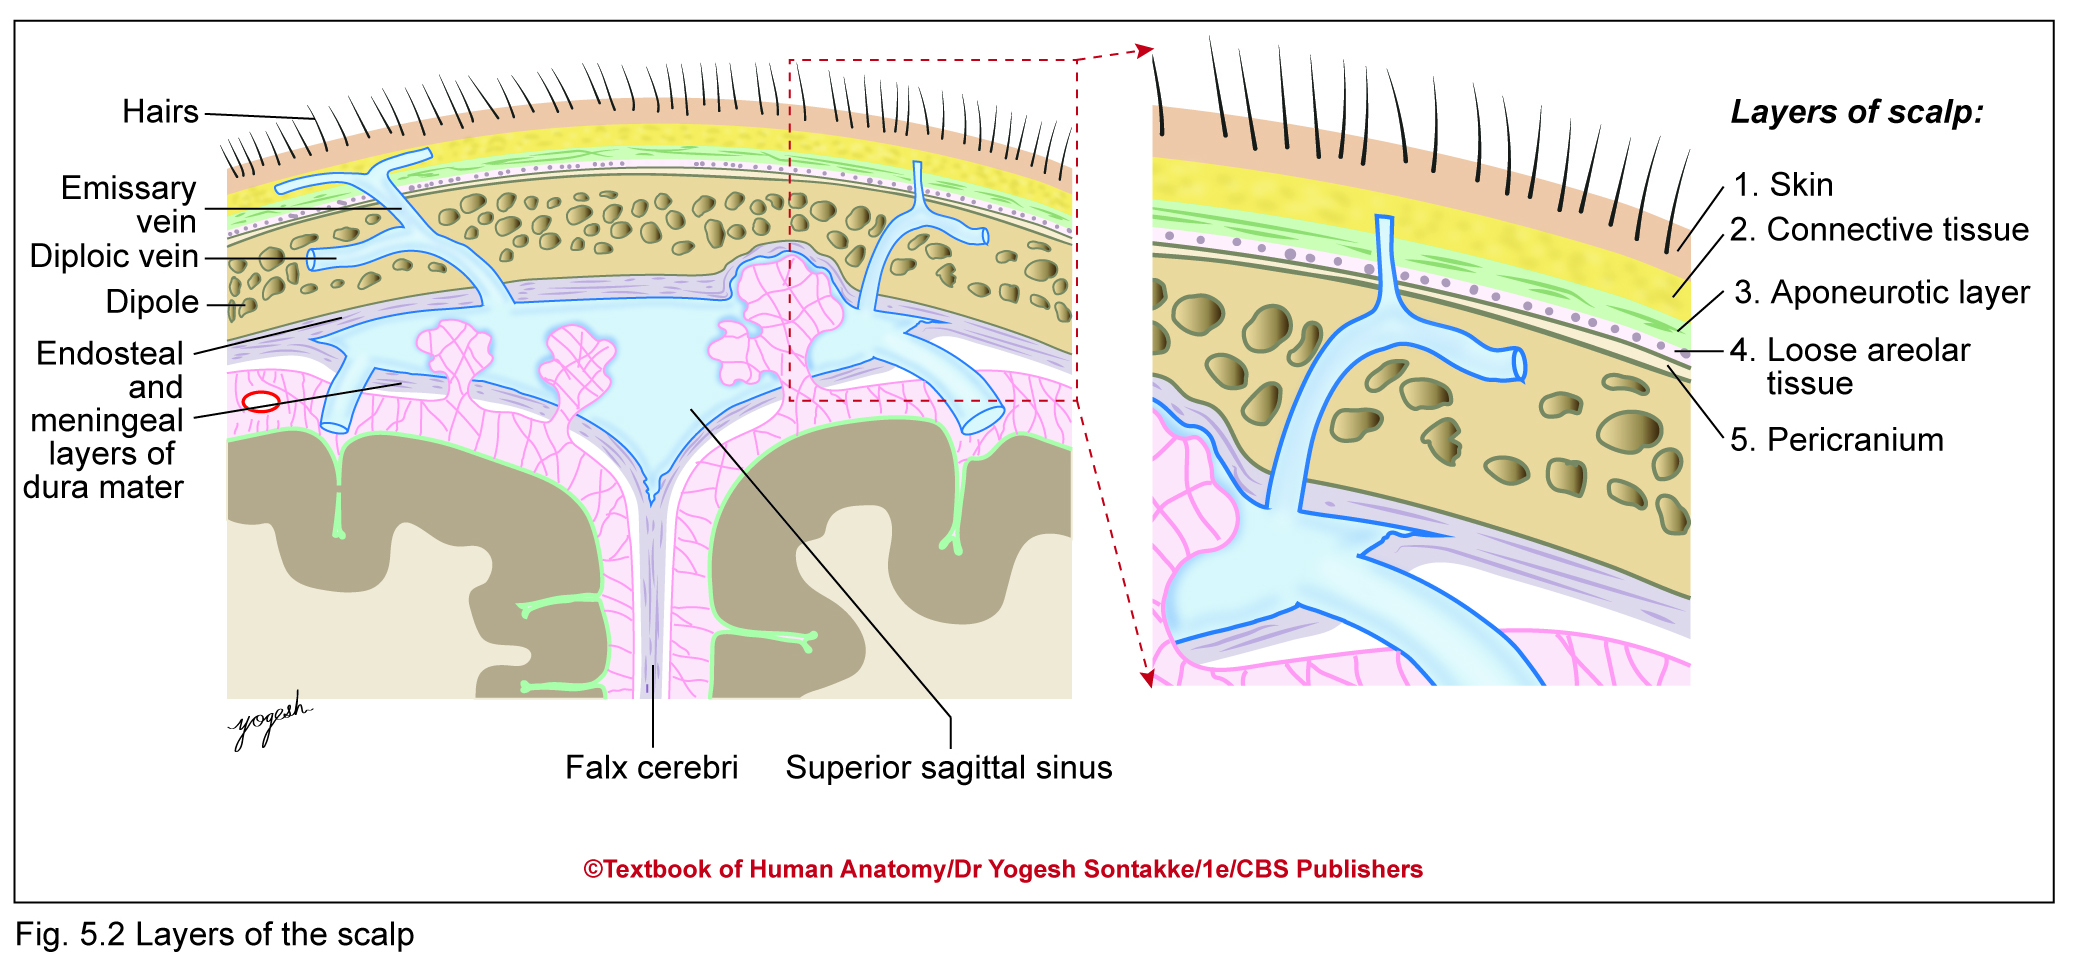 Hairs
Emissary
vein
Diploic vein
Dipole
Endosteal
and
meningeal
layers of
dura mater
yogesh
Falx cerebri
Superior sagittal sinus
Layers of scalp:
1. Skin
2. Connective tissue
3. Aponeurotic layer
4. Loose areolar
tissue
5. Pericranium
©Textbook of Human Anatomy/Dr Yogesh Sontakke/1e/CBS Publishers
Fig. 5.2 Layers of the scalp